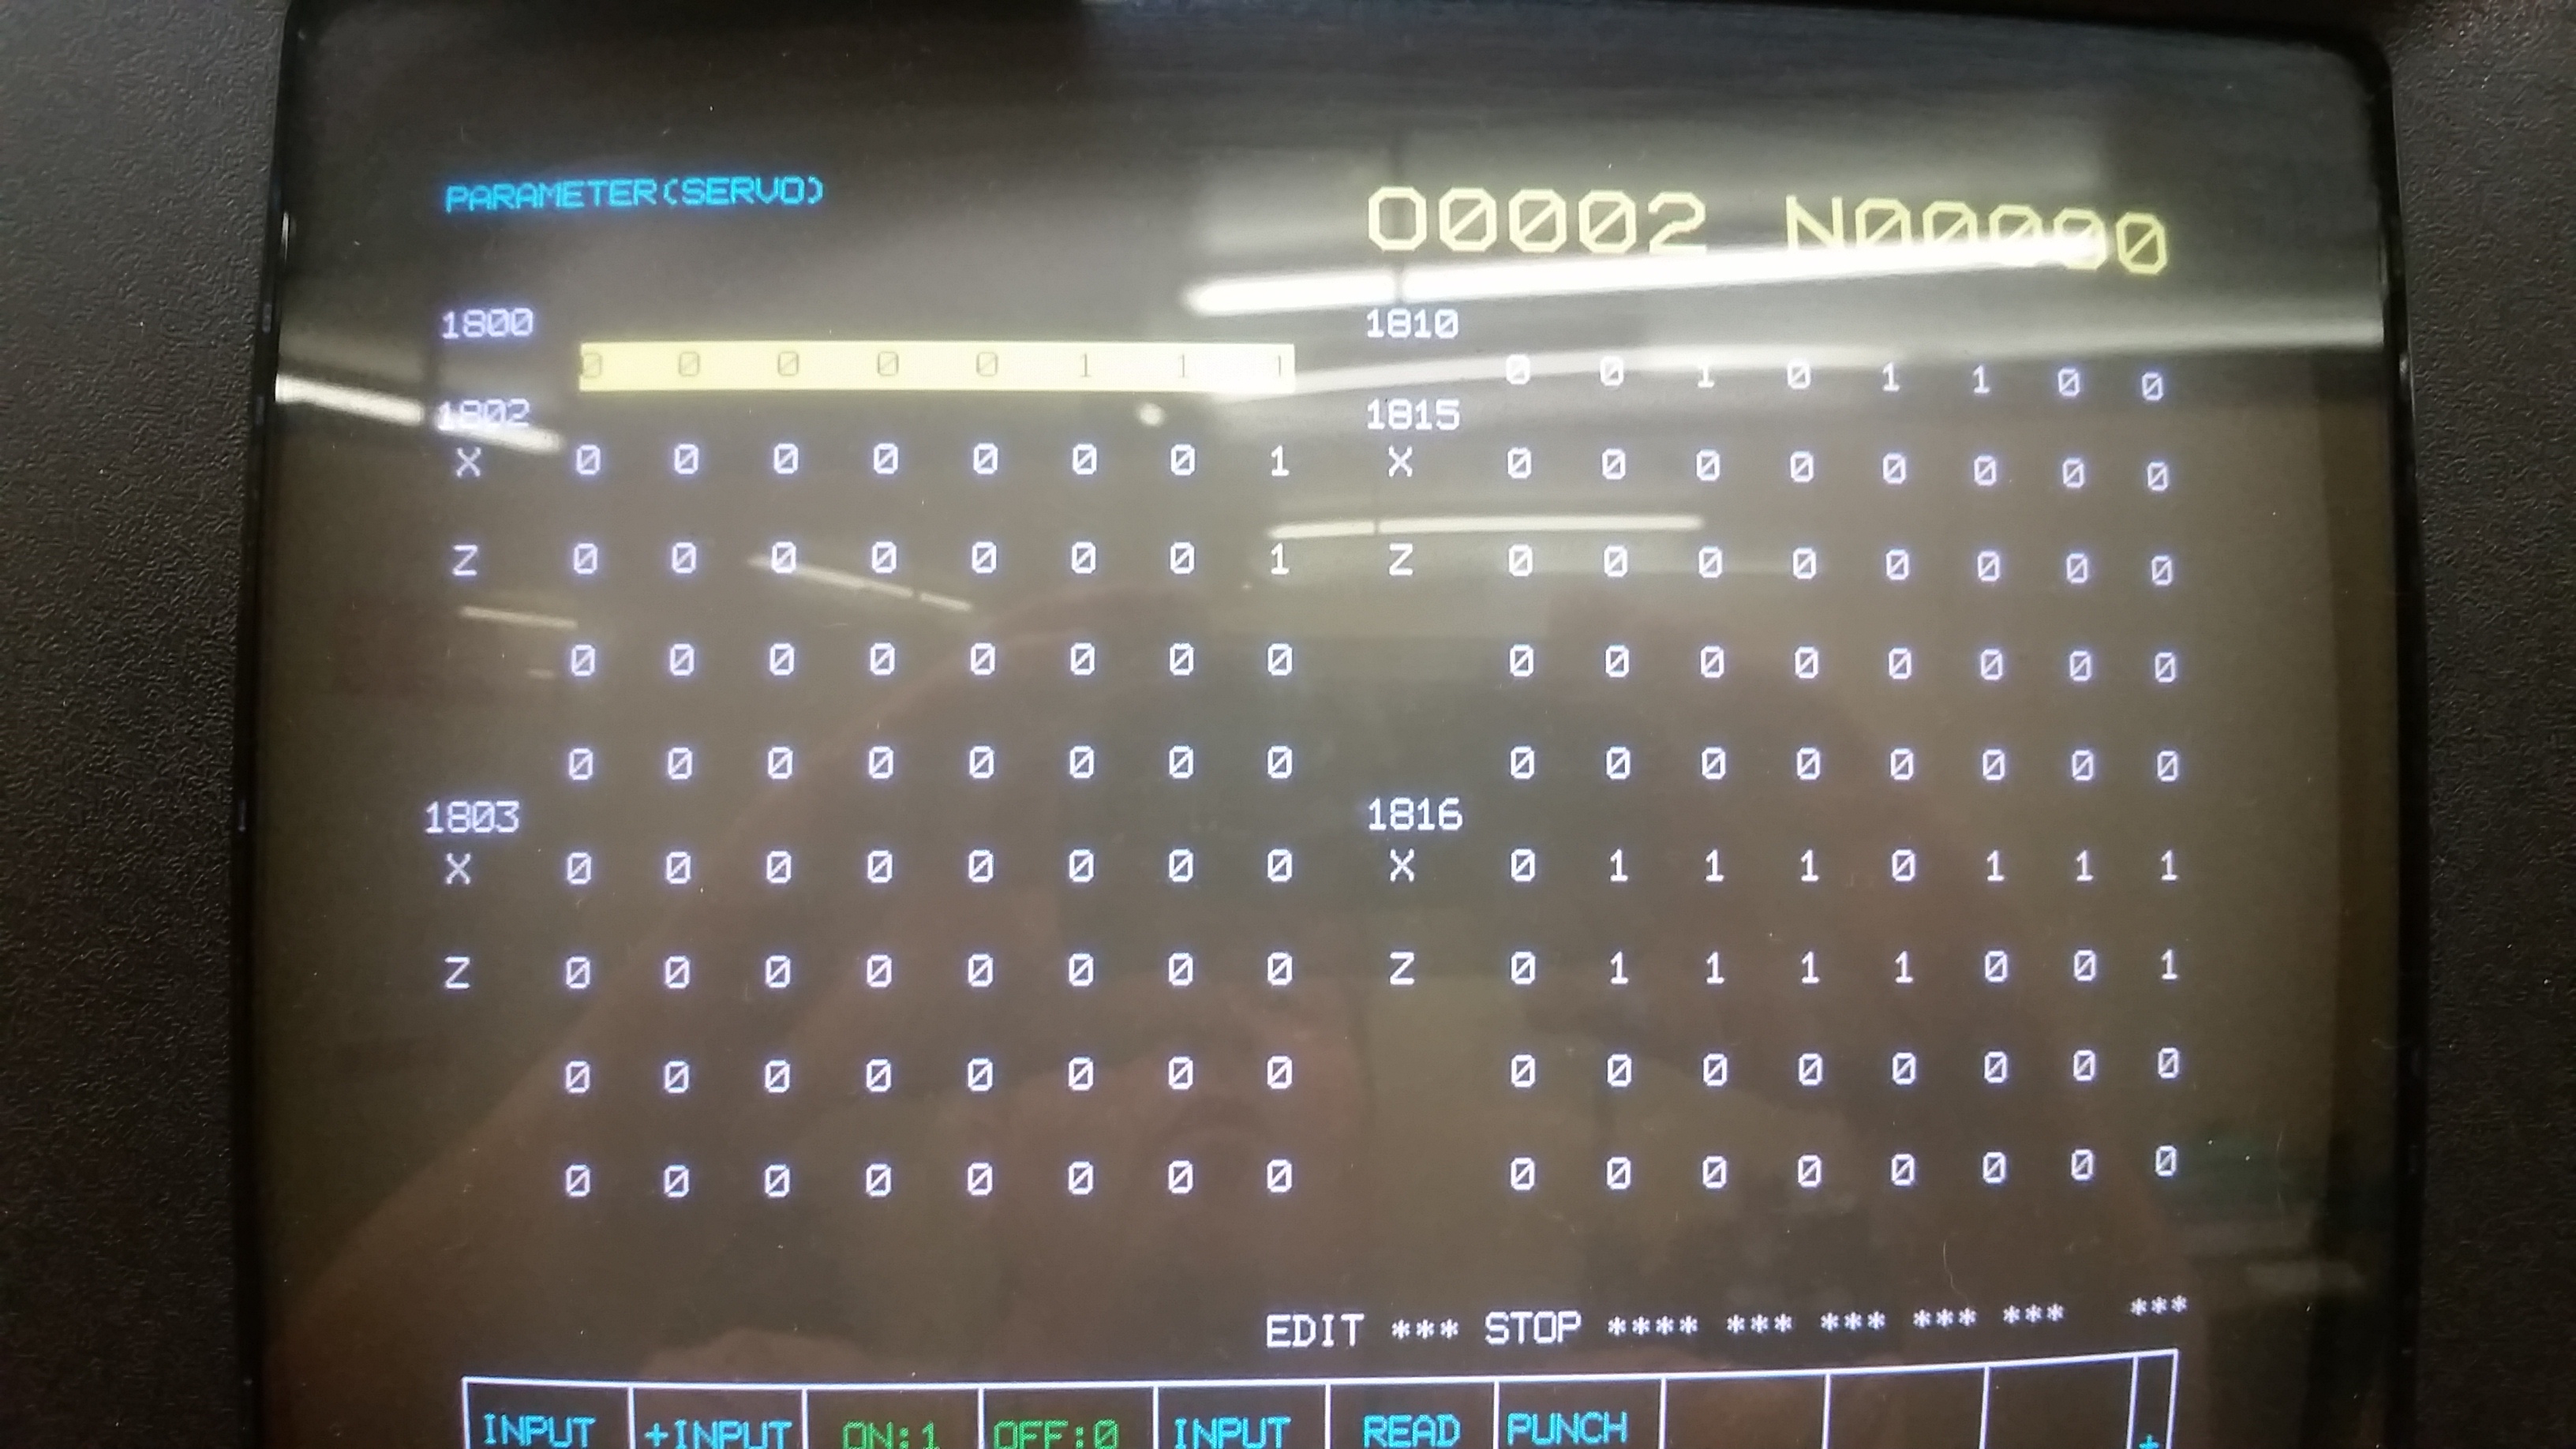 PARAMETER(SERVO) O0002 N00000
1800
0 0 0 0 0 1 1 1
1802
X 0 0 0 0 0 0 0 1
Z 0 0 0 0 0 0 0 1
0 0 0 0 0 0 0 0
0 0 0 0 0 0 0 0
1803
X 0 0 0 0 0 0 0 0
Z 0 0 0 0 0 0 0 0
0 0 0 0 0 0 0 0
0 0 0 0 0 0 0 0
1810
0 0 1 0 1 1 0 0
1815
X 0 0 0 0 0 0 0 0
Z 0 0 0 0 0 0 0 0
0 0 0 0 0 0 0 0
0 0 0 0 0 0 0 0
1816
X 0 1 1 1 0 1 1 1
Z 0 1 1 1 1 0 0 1
0 0 0 0 0 0 0 0
0 0 0 0 0 0 0 0
EDIT *** STOP **** *** *** *** *** ***
INPUT +INPUT ON:1 OFF:0 INPUT READ PUNCH +